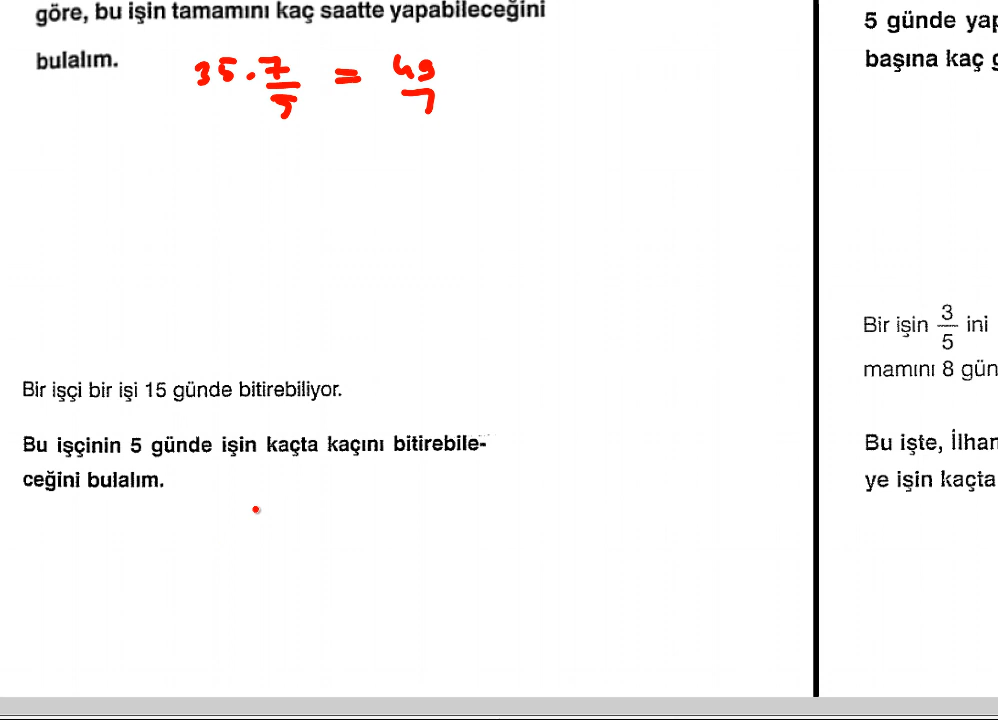 göre, bu işin tamamını kaç saatte yapabileceğini
bulalım.
35 · 7/5 = 49
Bir işçi bir işi 15 günde bitirebiliyor.
Bu işçinin 5 günde işin kaçta kaçını bitirebile-
ceğini bulalım.
5 günde
başına kaç
Bir işin 3/5 ini
mamını 8 gün
Bu işte, İlhan
ye işin kaçta